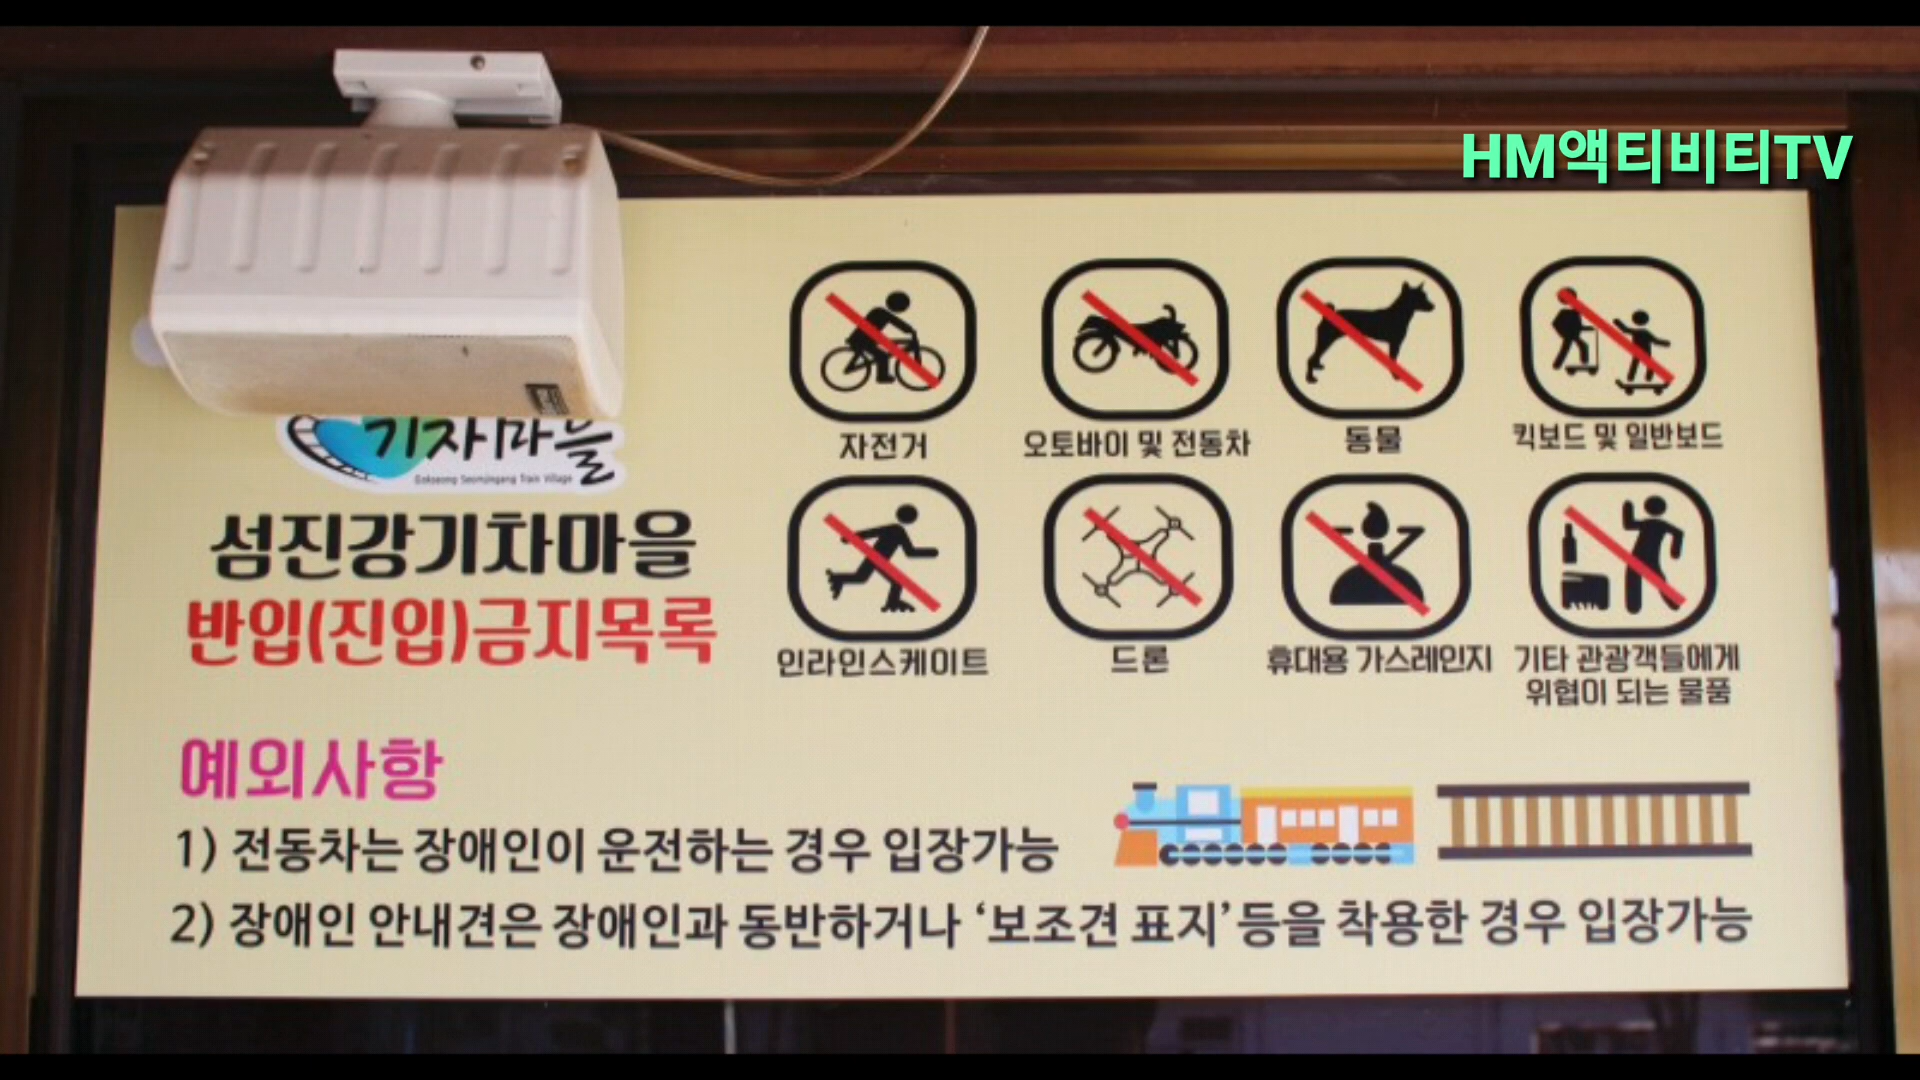 HM액티비티TV
기차마을
Gokseong Seomjingang Train Village
섬진강기차마을
반입(진입)금지목록
자전거
오토바이 및 전동차
동물
킥보드 및 일반보드
인라인스케이트
드론
휴대용 가스레인지
기타 관광객들에게
위협이 되는 물품
예외사항
1) 전동차는 장애인이 운전하는 경우 입장가능
2) 장애인 안내견은 장애인과 동반하거나 ‘보조견 표지’ 등을 착용한 경우 입장가능